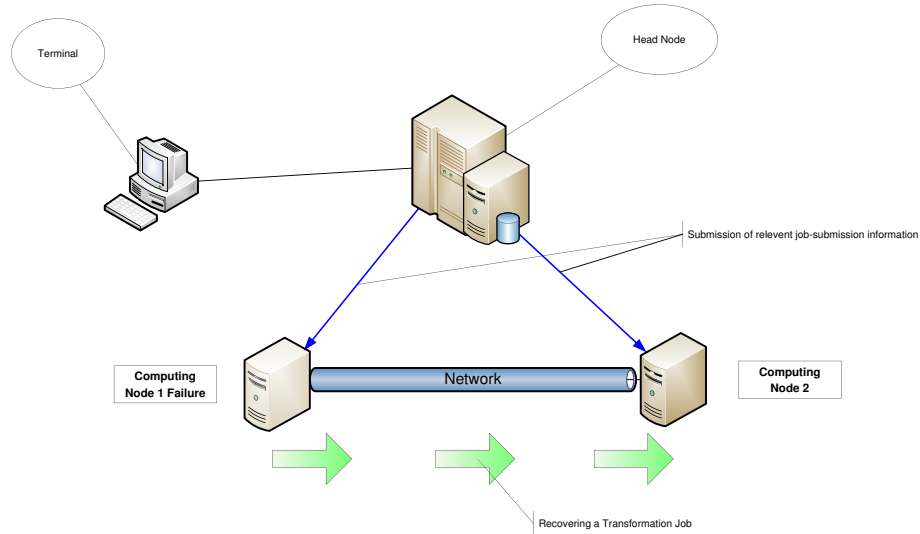 Terminal
Head Node
Submission of relevent job-submission information
Computing
Node 1 Failure
Network
Computing
Node 2
Recovering a Transformation Job